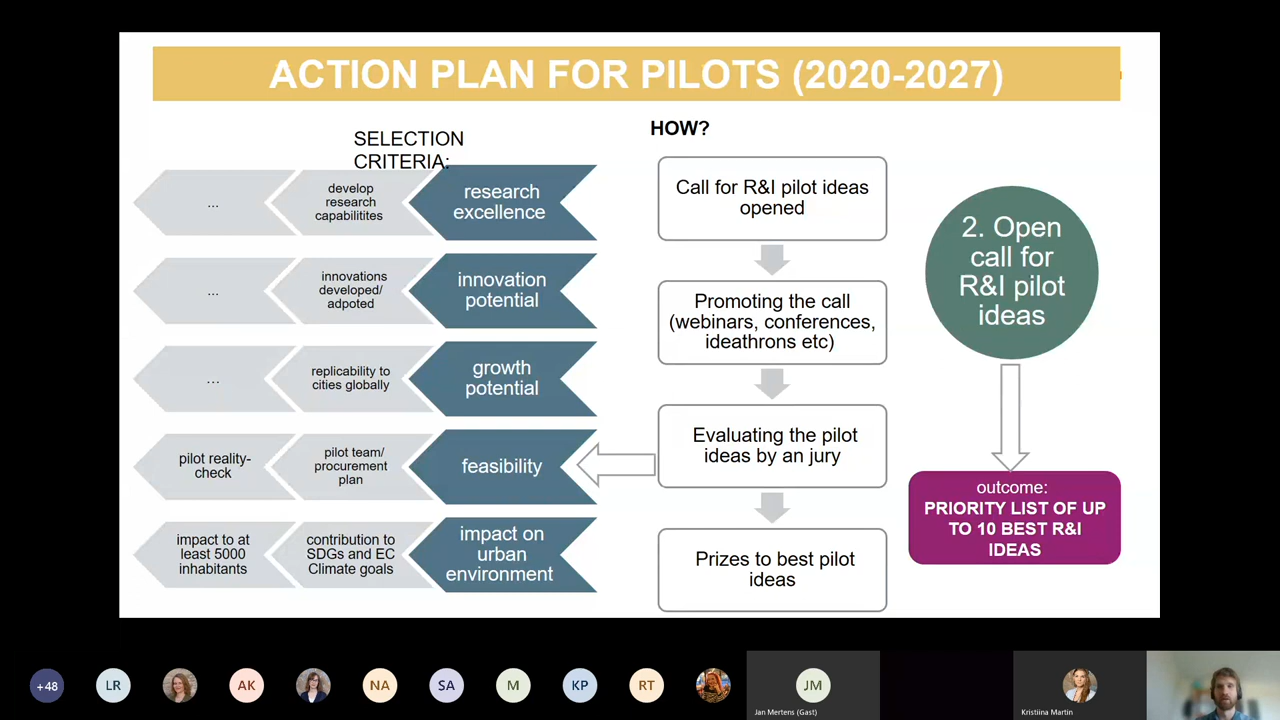 ACTION PLAN FOR PILOTS (2020-2027)
SELECTION
CRITERIA:
HOW?
...
develop
research
capabilitites
research
excellence
...
innovations
developed/
adpoted
innovation
potential
...
replicability to
cities globally
growth
potential
pilot reality-
check
pilot team/
procurement
plan
feasibility
impact to at
least 5000
inhabitants
contribution to
SDGs and EC
Climate goals
impact on
urban
environment
Call for R&I pilot ideas
opened
Promoting the call
(webinars, conferences,
ideathrons etc)
Evaluating the pilot
ideas by an jury
Prizes to best pilot
ideas
2. Open
call for
R&I pilot
ideas
outcome:
PRIORITY LIST OF UP
TO 10 BEST R&I
IDEAS
+48
LR
AK
NA
SA
M
KP
RT
JM
Jan Mertens (Gast)
Kristiina Martin